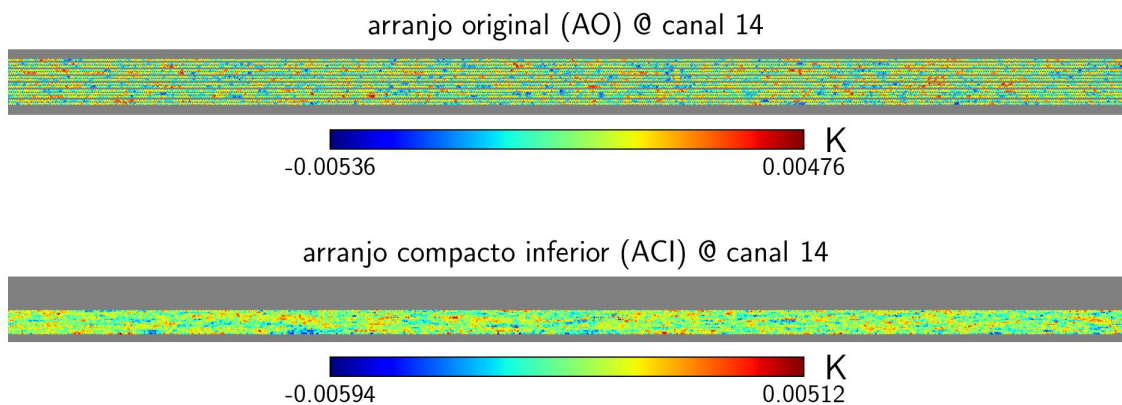 arranjo original (AO) @ canal 14
K
-0.00536 0.00476
arranjo compacto inferior (ACI) @ canal 14
K
-0.00594 0.00512